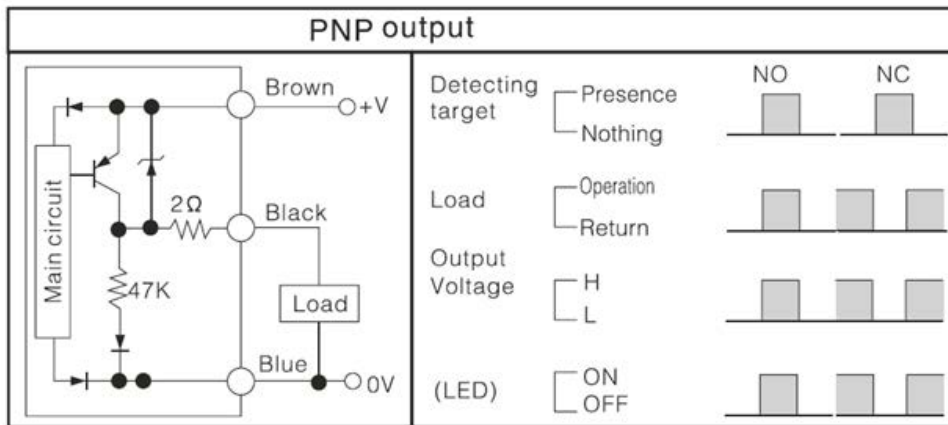 PNP output
Brown
+V
Main circuit
2Ω
Black
47K
Load
Blue
0V
NO NC
Detecting
target
Presence
Nothing
Load
Operation
Return
Output
Voltage
H
L
(LED)
ON
OFF